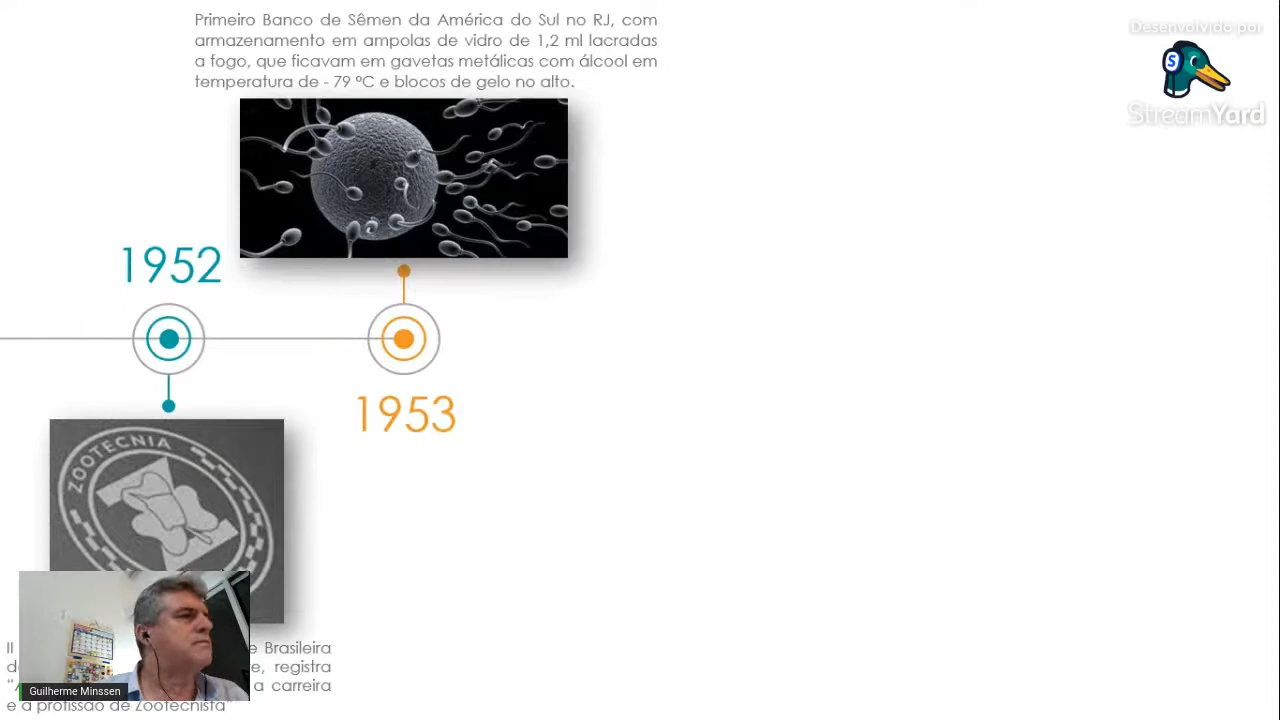 Primeiro Banco de Sêmen da América do Sul no RJ, com
armazenamento em ampolas de vidro de 1,2 ml lacradas
a fogo, que ficavam em gavetas metálicas com álcool em
temperatura de - 79 ºC e blocos de gelo no alto.
Desenvolvido por
StreamYard
1952
1953
ZOOTECNIA
II
e Brasileira
registra
a carreira
e a profissão de Zootecnista"
Guilherme Minssen